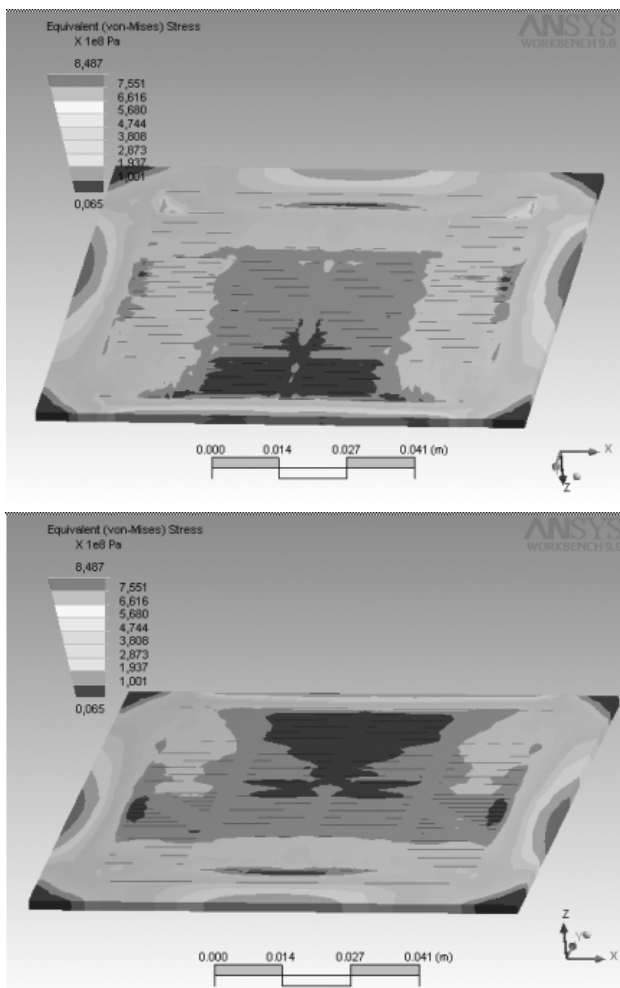 Equivalent (von-Mises) Stress
X 1e8 Pa
ANSYS
WORKBENCH 9.0
8,487
7,551
6,616
5,680
4,744
3,808
2,873
1,937
1,001
0,065
0.000 0.014 0.027 0.041 (m)
X
Z
Equivalent (von-Mises) Stress
X 1e8 Pa
ANSYS
WORKBENCH 9.0
8,487
7,551
6,616
5,680
4,744
3,808
2,873
1,937
1,001
0,065
Z
Y
X
0.000 0.014 0.027 0.041 (m)